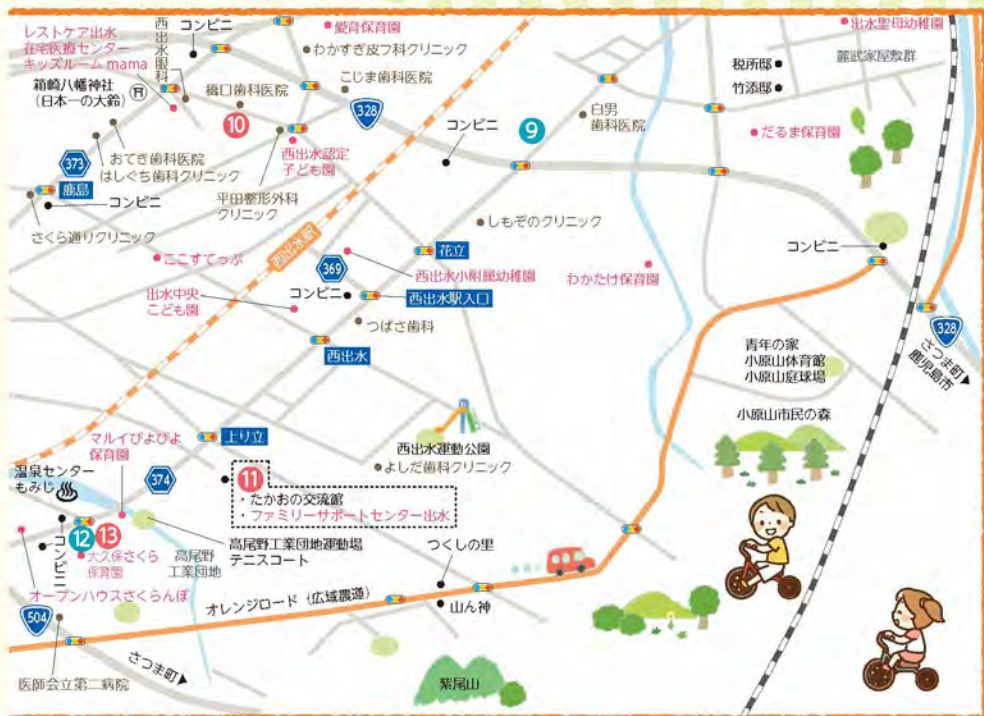 レストケア出水
在宅医療センター
キッズルーム mama
西出水眼科
コンビニ
愛育保育園
わかすぎ皮フ科クリニック
こじま歯科医院
出水聖母幼稚園
麓武家屋敷群
税所邸
竹添邸
箱崎八幡神社
(日本一の大鈴)
橋口歯科医院
10
328
9
白男
歯科医院
だるま保育園
コンビニ
西出水認定
子ども園
373
おてき歯科医院
はしぐち歯科クリニック
鹿島
コンビニ
平田整形外科
クリニック
さくら通りクリニック
しもぞのクリニック
コンビニ
西出水駅
花立
ここすてっぷ
369
西出水小附属幼稚園
わかたけ保育園
出水中央
こども園
コンビニ
西出水駅入口
つばさ歯科
西出水
328
さつま町▶
鹿児島市
青年の家
小原山体育館
小原山庭球場
小原山市民の森
西出水運動公園
よしだ歯科クリニック
上り立
マルイぴよぴよ
保育園
温泉センター
もみじ
374
11
・たかおの交流館
・ファミリーサポートセンター出水
12
13
コンビニ
大久保さくら
保育園
高尾野
工業団地
高尾野工業団地運動場
テニスコート
つくしの里
オープンハウスさくらんぼ
オレンジロード (広域農道)
山ん神
504
さつま町▶
医師会立第二病院
紫尾山